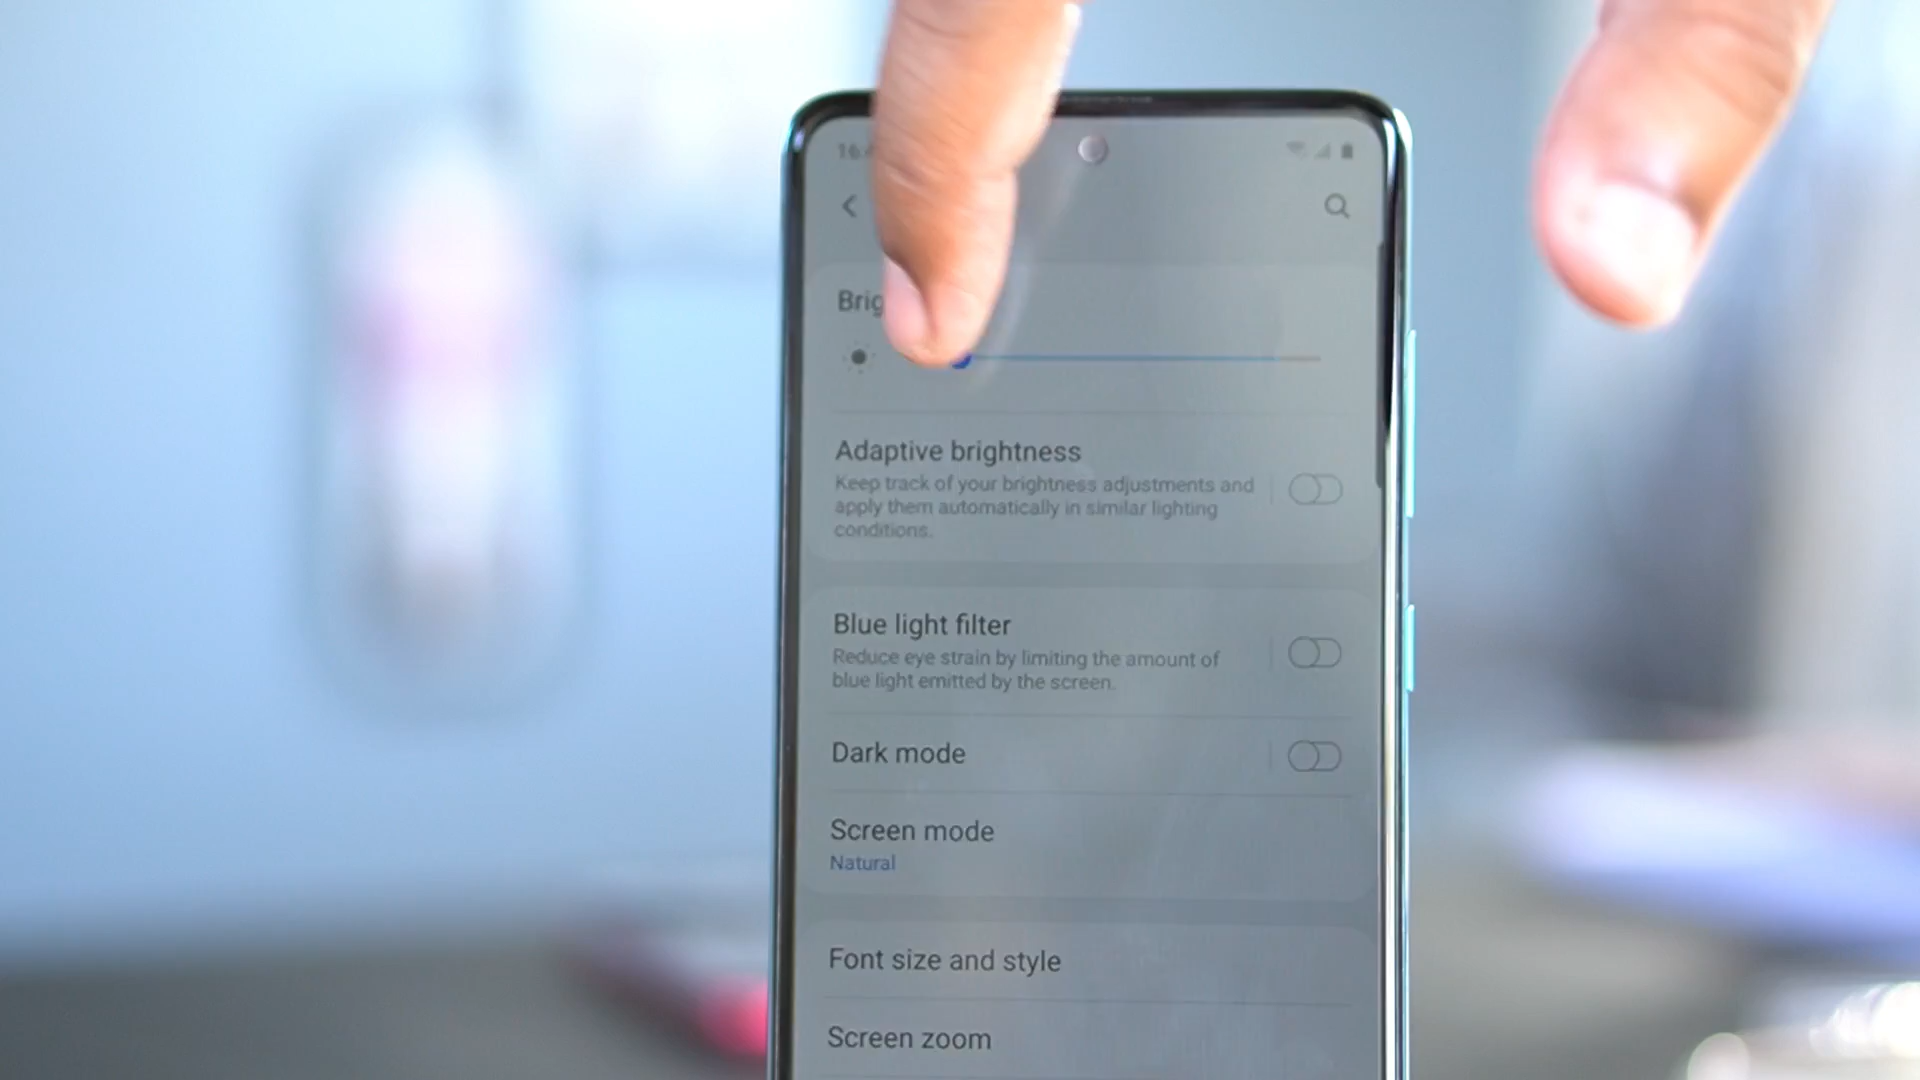 Adaptive brightness
Keep track of your brightness adjustments and
apply them automatically in similar lighting
conditions.
Blue light filter
Reduce eye strain by limiting the amount of
blue light emitted by the screen.
Dark mode
Screen mode
Natural
Font size and style
Screen zoom